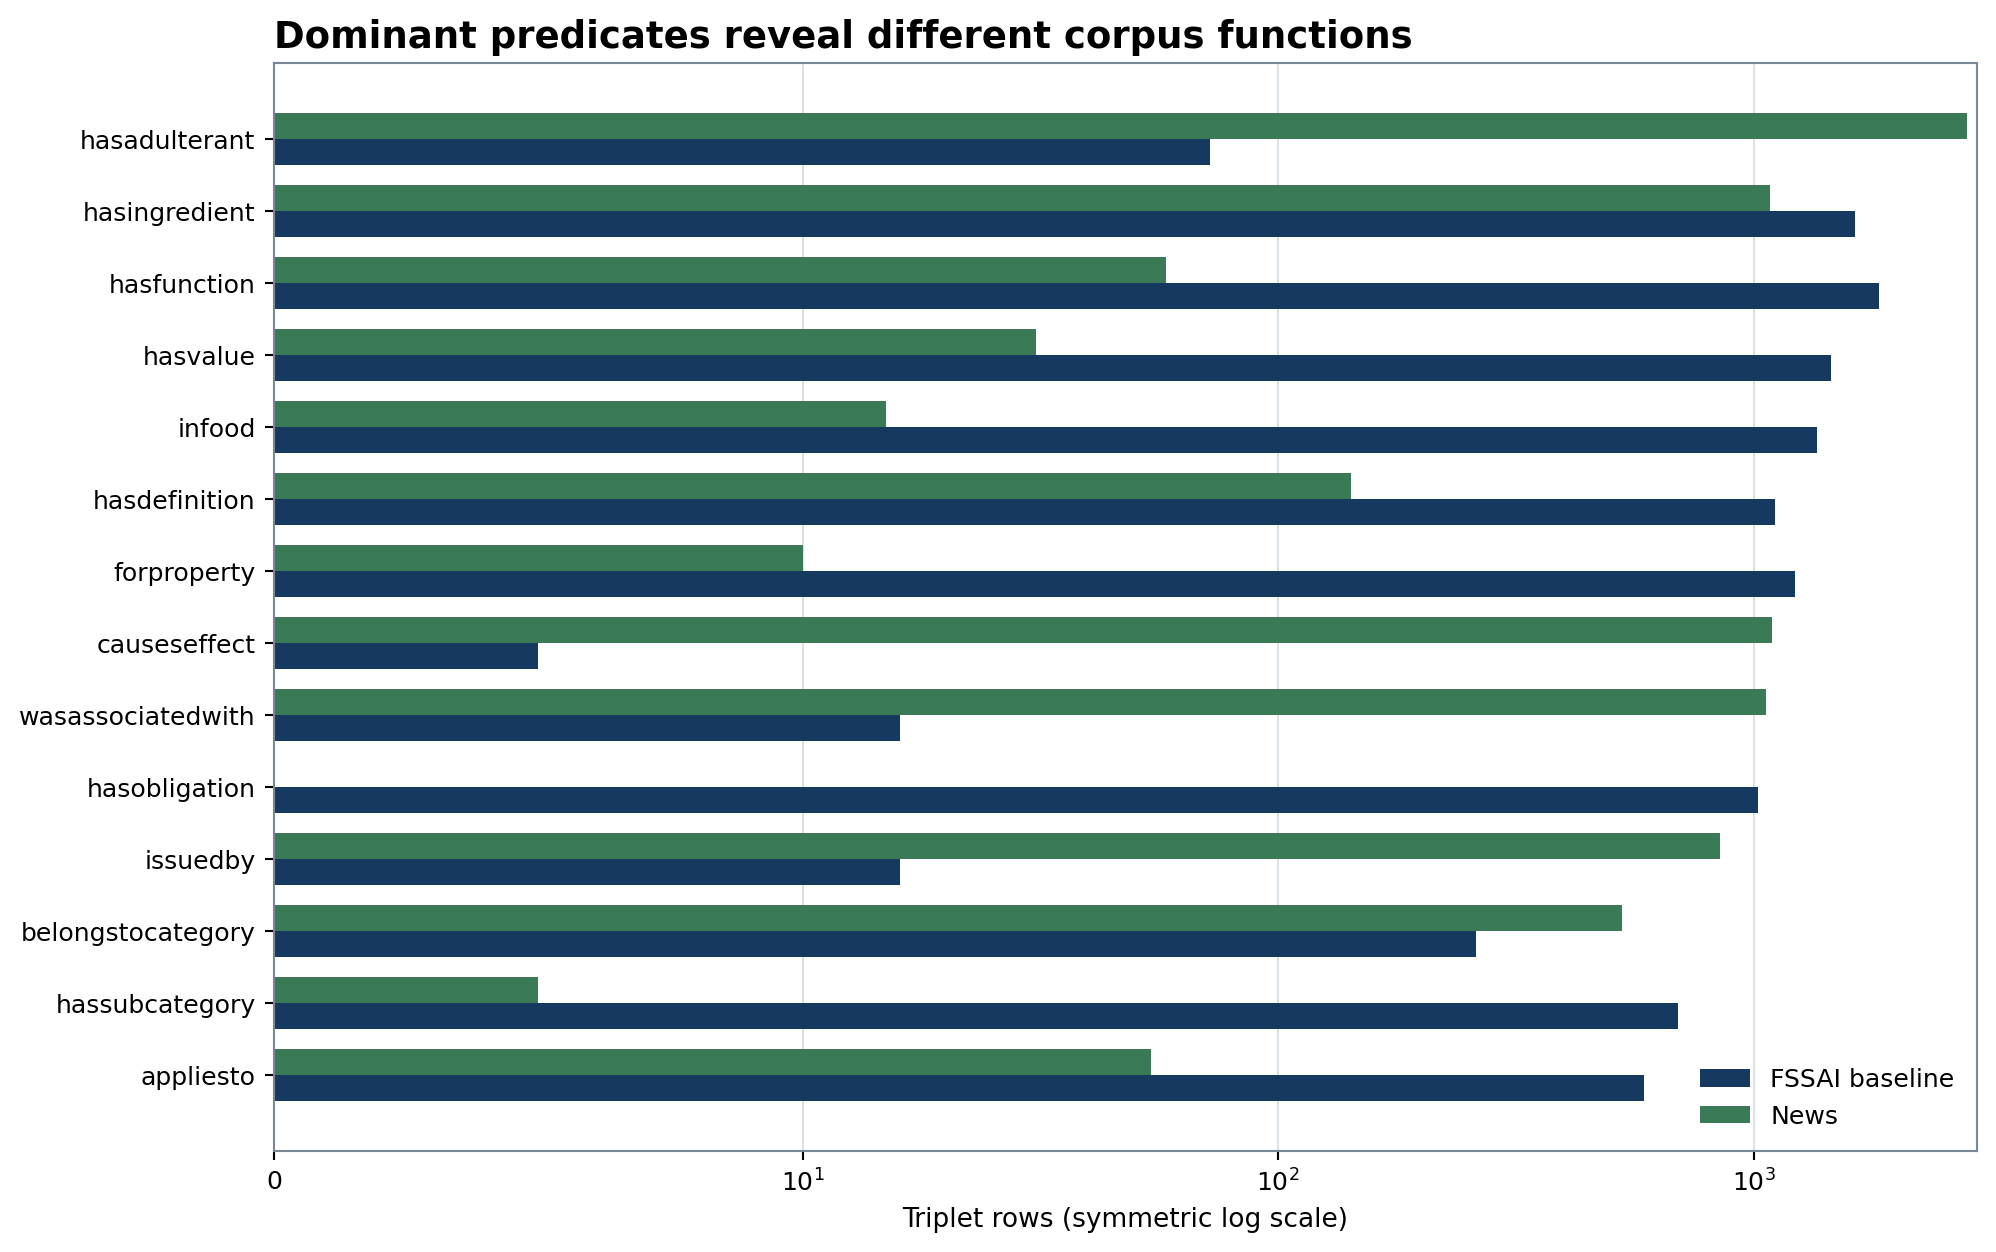 Dominant predicates reveal different corpus functions
hasadulterant
hasingredient
hasfunction
hasvalue
infood
hasdefinition
forproperty
causeseffect
wasassociatedwith
hasobligation
issuedby
belongstocategory
hassubcategory
appliesto
FSSAI baseline
News
0 10¹ 10² 10³
Triplet rows (symmetric log scale)